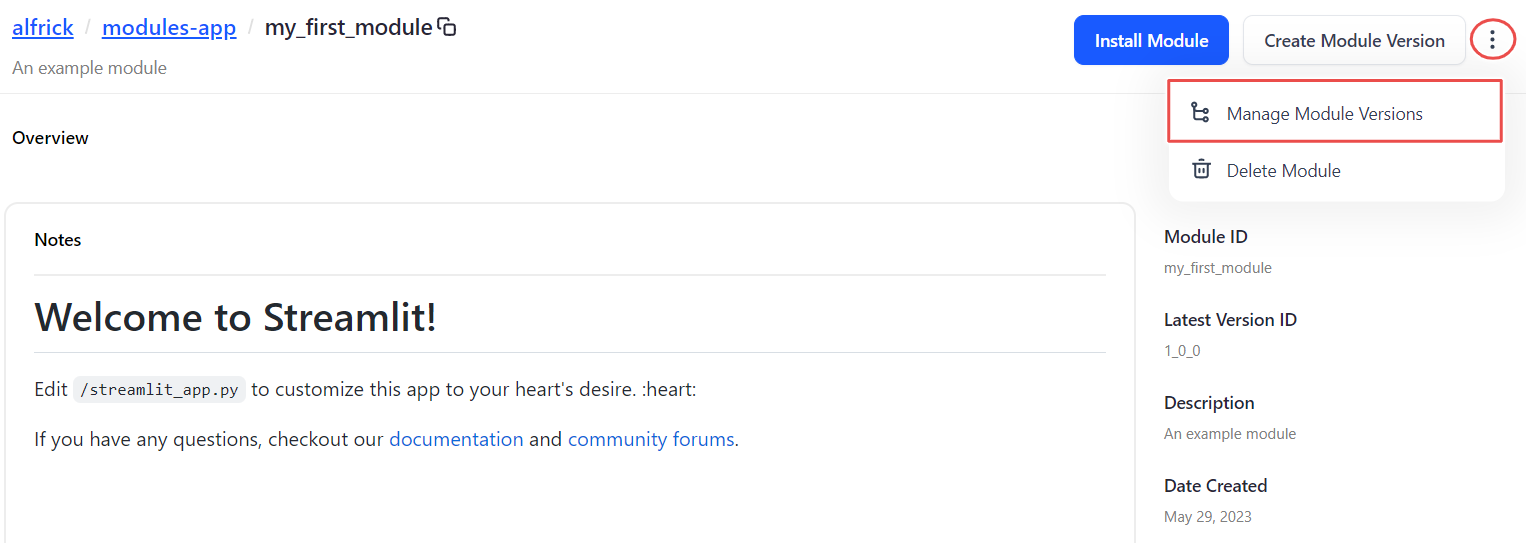 alfrick / modules-app / my_first_module
Install Module
Create Module Version
An example module
Manage Module Versions
Delete Module
Overview
Notes
Welcome to Streamlit!
Edit /streamlit_app.py to customize this app to your heart's desire. :heart:
If you have any questions, checkout our documentation and community forums.
Module ID
my_first_module
Latest Version ID
1_0_0
Description
An example module
Date Created
May 29, 2023